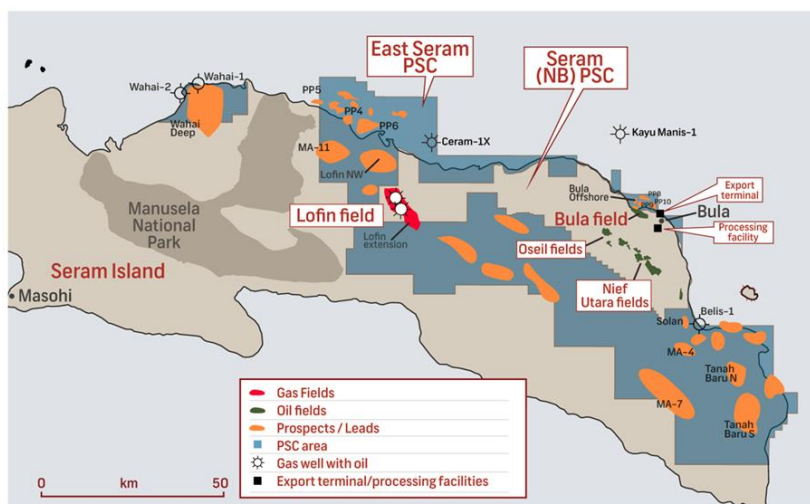 East Seram
PSC
Seram
(NB) PSC
Wahai-1
Wahai-2
Wahai
Deep
PP5
PP4
PP6
MA-11
Lofin NW
Ceram-1X
Kayu Manis-1
Manusela
National
Park
Seram Island
Masohi
Lofin field
Lofin
extension
Bula
Offshore
PP8
PP9
PP10
Export
terminal
Bula
Bula field
Processing
facility
Oseil fields
Nief
Utara fields
Solan
Belis-1
MA-4
Tanah
Baru N
MA-7
Tanah
Baru S
Gas Fields
Oil fields
Prospects / Leads
PSC area
Gas well with oil
Export terminal/processing facilities
0 km 50